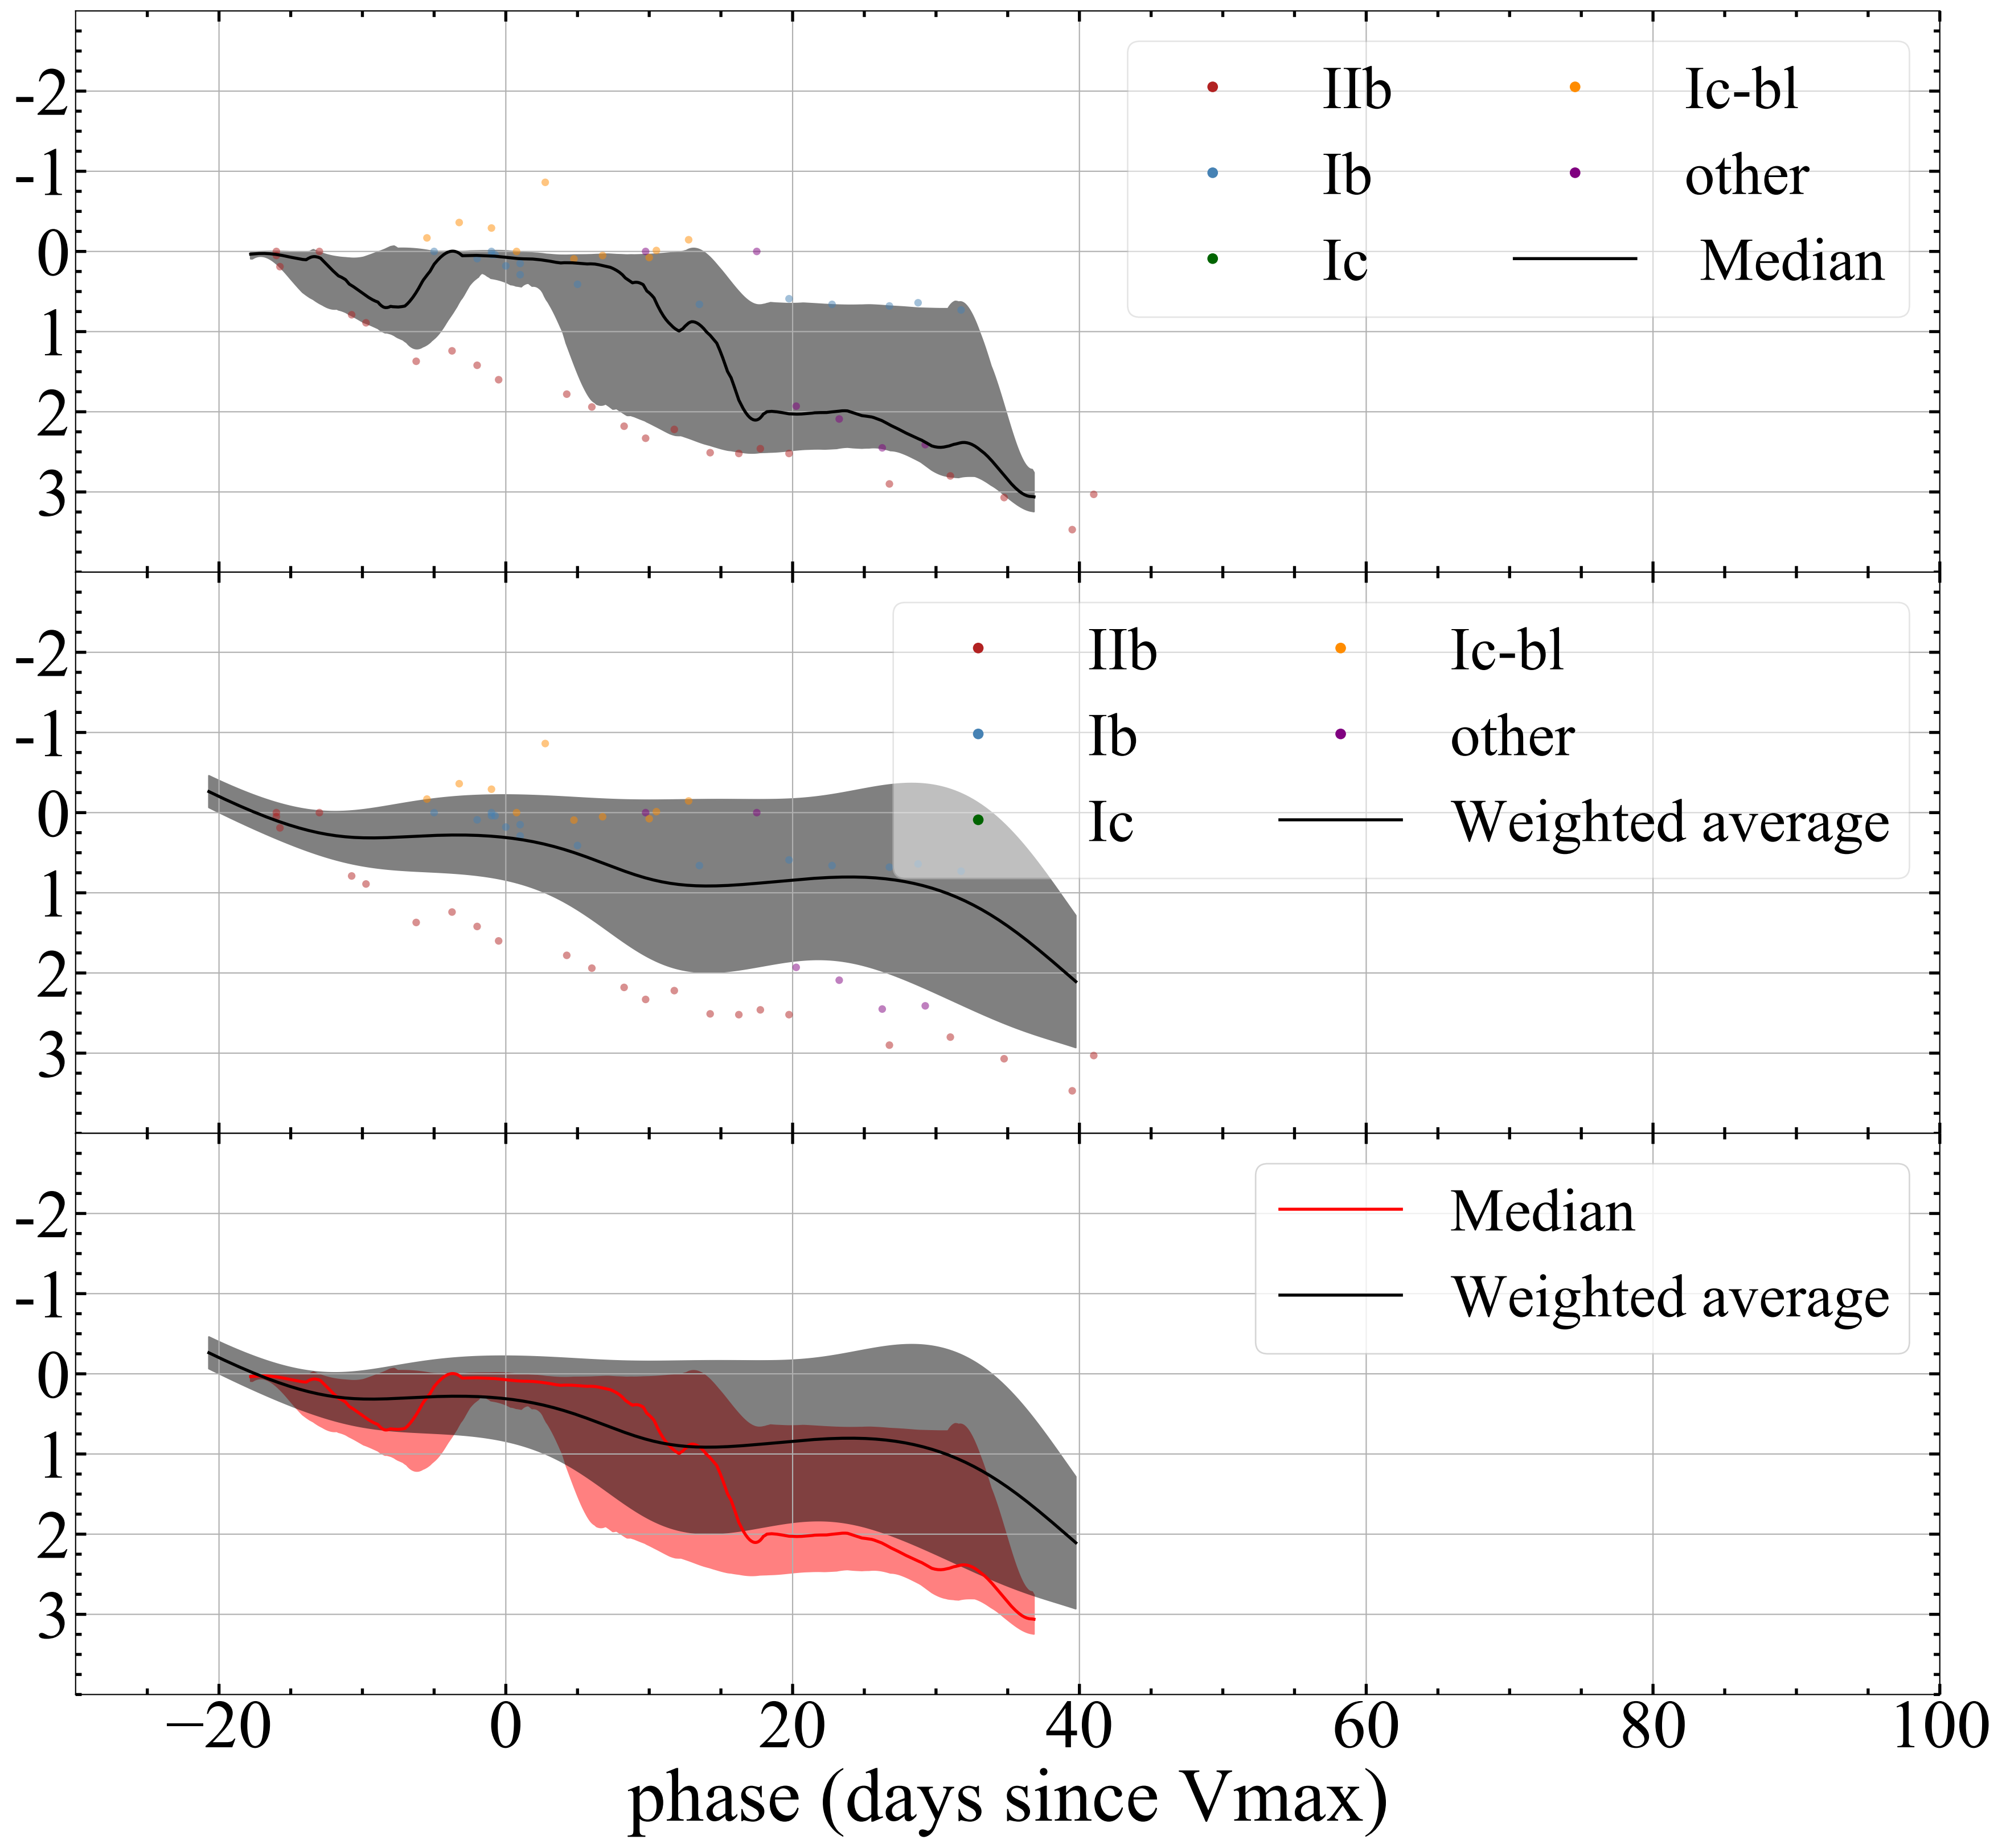 -2
-1
0
1
2
3
IIb Ic-bl
Ib other
Ic Median
-2
-1
0
1
2
3
IIb Ic-bl
Ib other
Ic Weighted average
-2
-1
0
1
2
3
Median
Weighted average
−20 0 20 40 60 80 100
phase (days since Vmax)